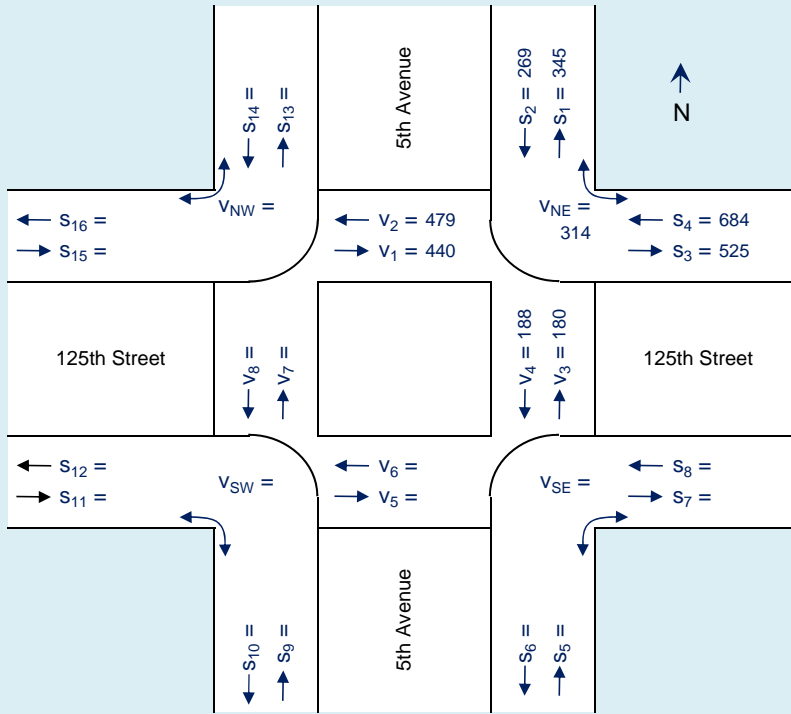 s14 =
s13 =
5th Avenue
s2 = 269
s1 = 345
N
s16 =
s15 =
vNW =
v2 = 479
v1 = 440
vNE =
314
s4 = 684
s3 = 525
125th Street
v8 =
v7 =
v4 = 188
v3 = 180
125th Street
s12 =
s11 =
vSW =
v6 =
v5 =
vSE =
s8 =
s7 =
s10 =
s9 =
5th Avenue
s6 =
s5 =